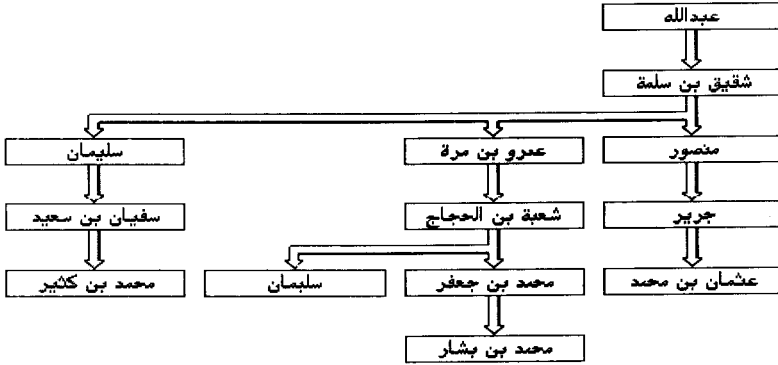 عبدالله
شقيق بن سلمة
منصور
عمرو بن مرة
سليمان
جرير
شعبة بن الحجاج
سفيان بن سعيد
عثمان بن محمد
محمد بن جعفر
سليمان
محمد بن كثير
محمد بن بشار